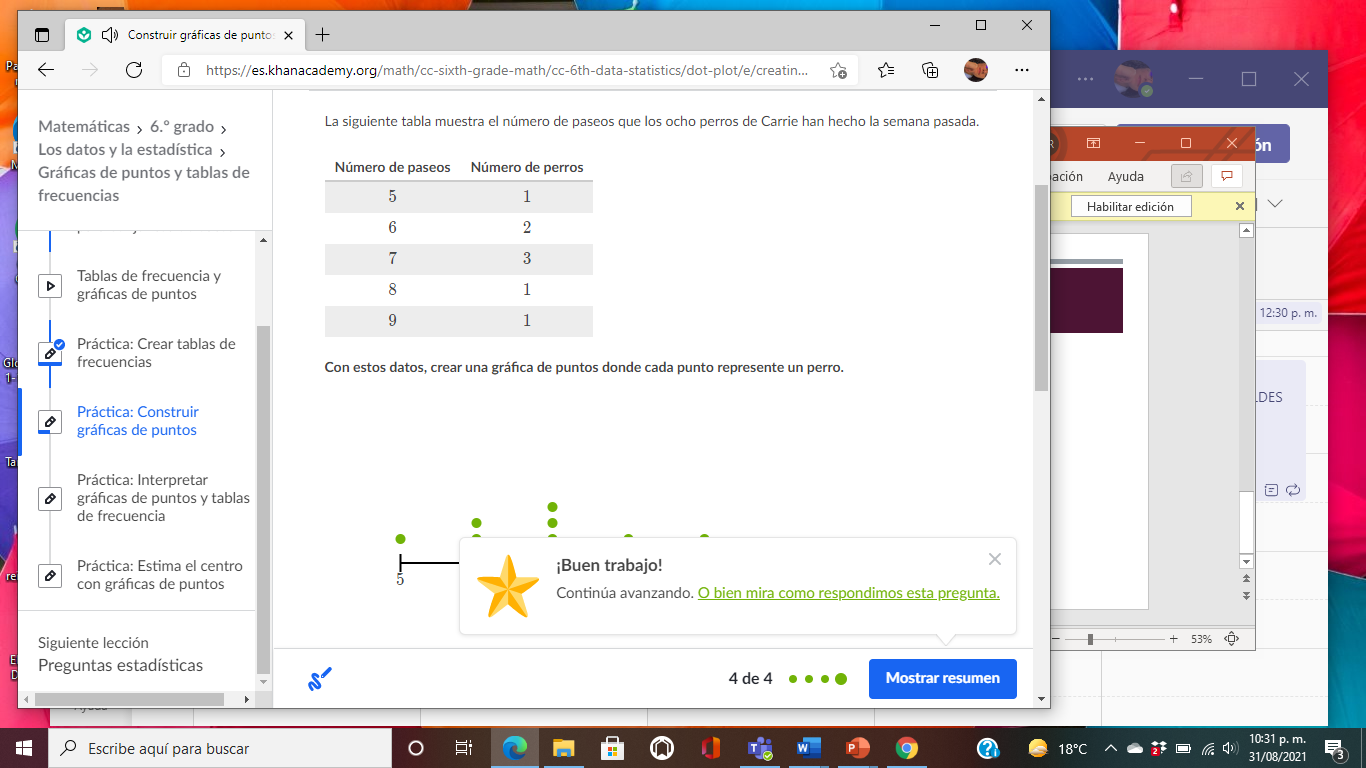 Construir gráficas de punto
https://es.khanacademy.org/math/cc-sixth-grade-math/cc-6th-data-statistics/dot-plot/e/creatin...
Matemáticas › 6.º grado ›
Los datos y la estadística ›
Gráficas de puntos y tablas de
frecuencias
Tablas de frecuencia y
gráficas de puntos
Práctica: Crear tablas de
frecuencias
Práctica: Construir
gráficas de puntos
Práctica: Interpretar
gráficas de puntos y tablas
de frecuencia
Práctica: Estima el centro
con gráficas de puntos
Siguiente lección
Preguntas estadísticas
La siguiente tabla muestra el número de paseos que los ocho perros de Carrie han hecho la semana pasada.
Número de paseos Número de perros
5 1
6 2
7 3
8 1
9 1
Con estos datos, crear una gráfica de puntos donde cada punto represente un perro.
5
¡Buen trabajo!
Continúa avanzando. O bien mira como respondimos esta pregunta.
4 de 4
Mostrar resumen
ón
ación Ayuda
Habilitar edición
12:30 p. m.
LDES
53%
Escribe aquí para buscar
18°C
10:31 p. m.
31/08/2021
3